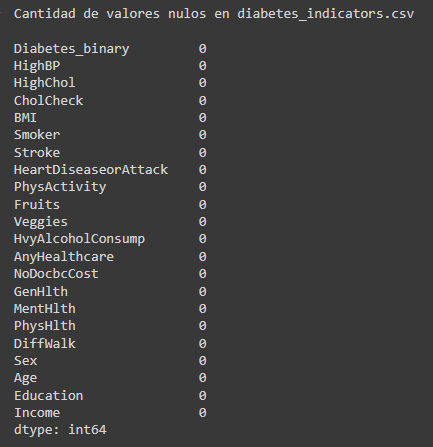 Cantidad de valores nulos en diabetes_indicators.csv
Diabetes_binary 0
HighBP 0
HighChol 0
CholCheck 0
BMI 0
Smoker 0
Stroke 0
HeartDiseaseorAttack 0
PhysActivity 0
Fruits 0
Veggies 0
HvyAlcoholConsump 0
AnyHealthcare 0
NoDocbcCost 0
GenHlth 0
MentHlth 0
PhysHlth 0
DiffWalk 0
Sex 0
Age 0
Education 0
Income 0
dtype: int64